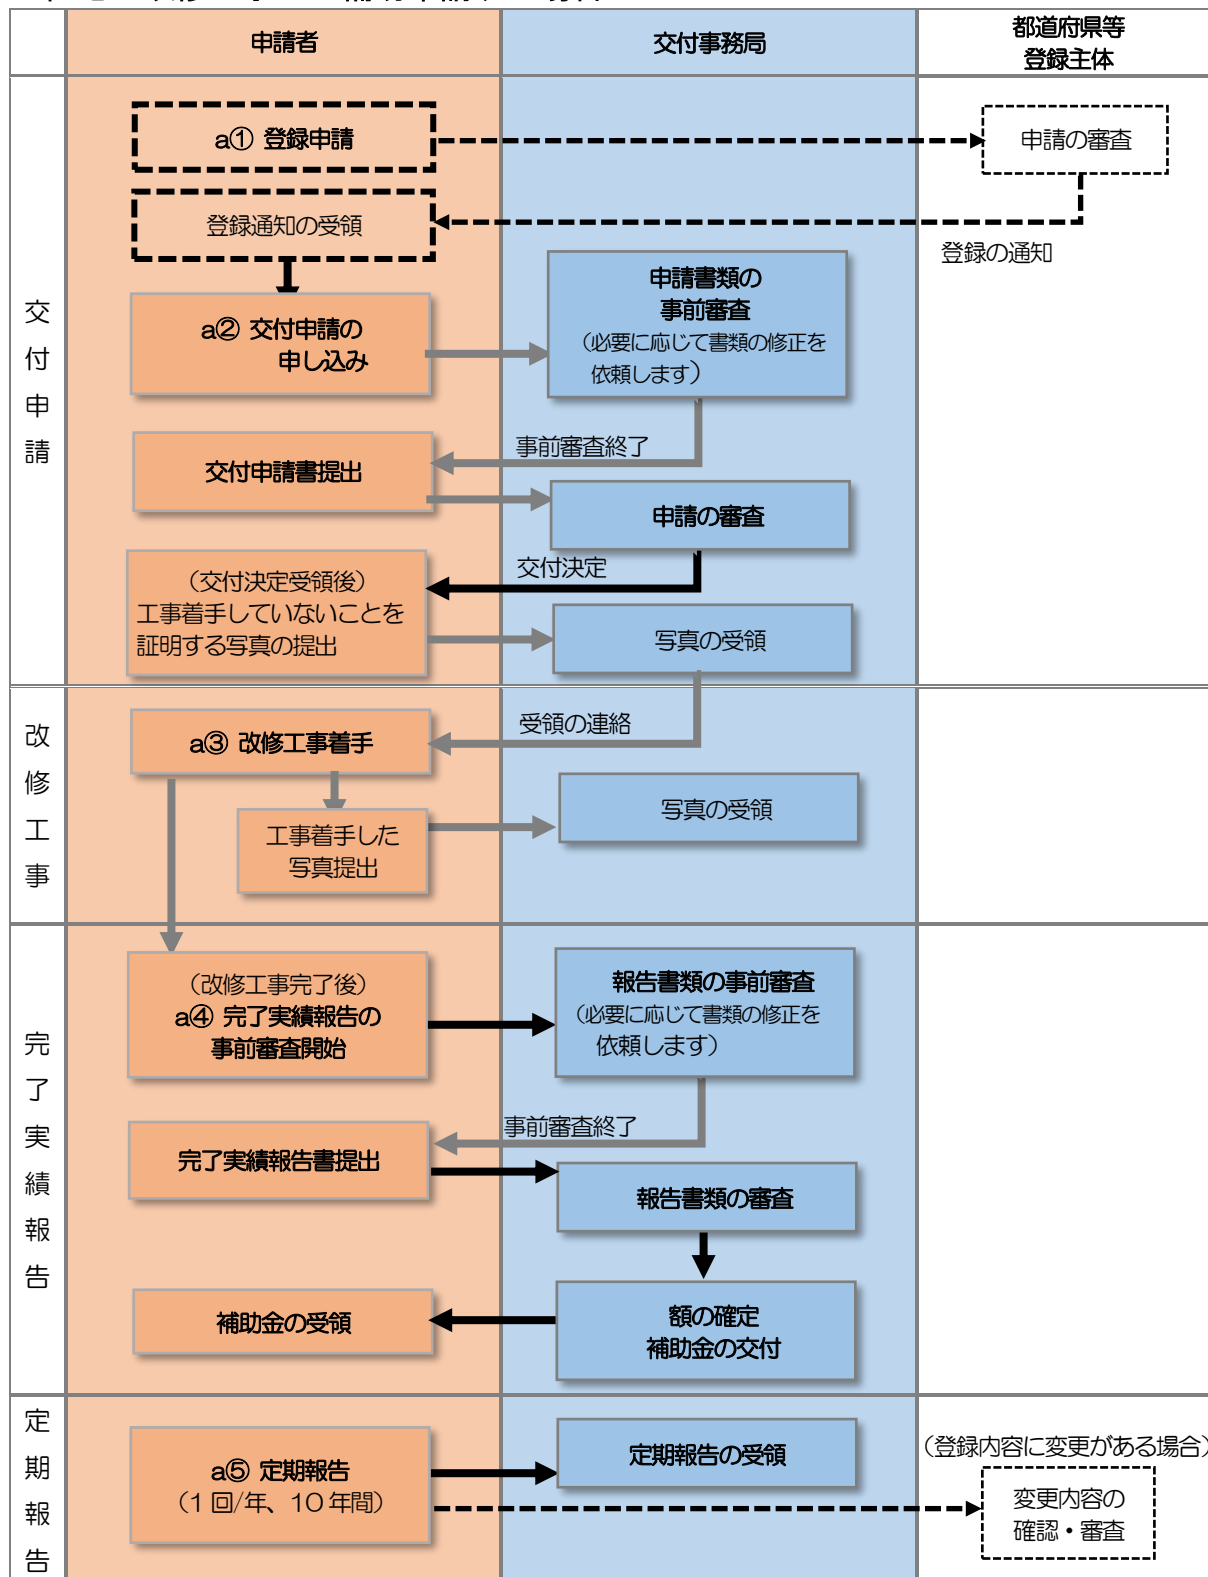 申請者
交付事務局
都道府県等
登録主体
交付申請
a① 登録申請
申請の審査
登録通知の受領
登録の通知
a② 交付申請の
申し込み
申請書類の
事前審査
（必要に応じて書類の修正を
依頼します）
事前審査終了
交付申請書提出
申請の審査
交付決定
（交付決定受領後）
工事着手していないことを
証明する写真の提出
写真の受領
改修工事
受領の連絡
a③ 改修工事着手
工事着手した
写真提出
写真の受領
完了実績報告
（改修工事完了後）
a④ 完了実績報告の
事前審査開始
報告書類の事前審査
（必要に応じて書類の修正を
依頼します）
事前審査終了
完了実績報告書提出
報告書類の審査
補助金の受領
額の確定
補助金の交付
定期報告
a⑤ 定期報告
（1 回/年、10 年間）
定期報告の受領
（登録内容に変更がある場合）
変更内容の
確認・審査